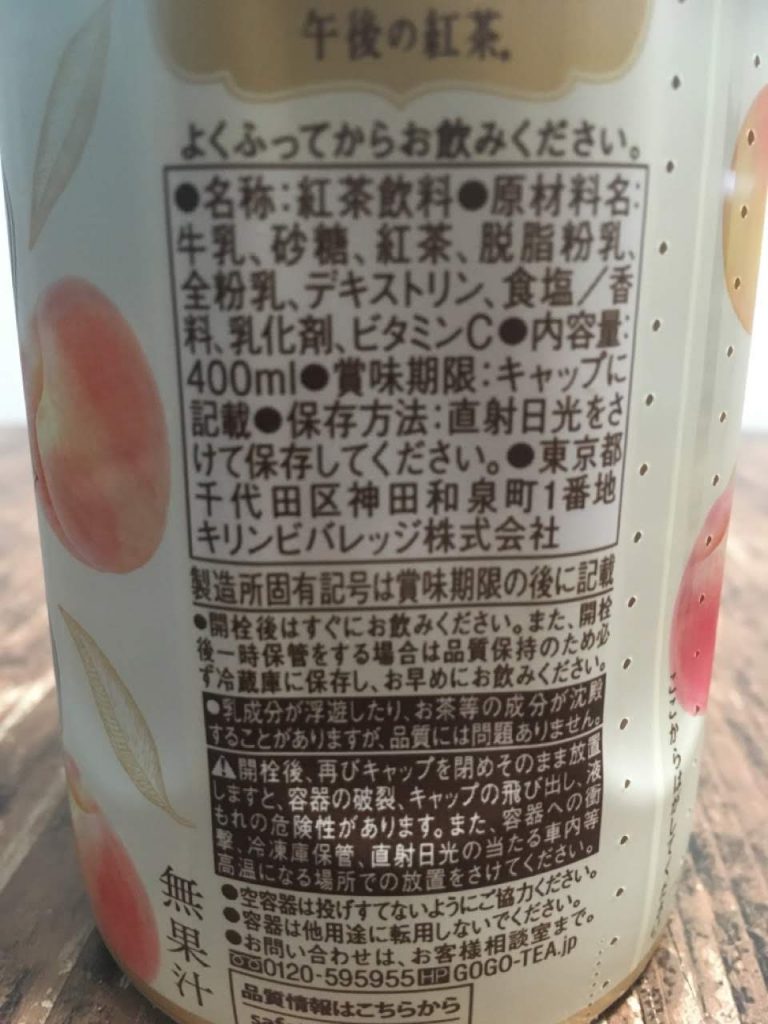 午後の紅茶®
よくふってからお飲みください。
●名称:紅茶飲料●原材料名:
牛乳、砂糖、紅茶、脱脂粉乳、
全粉乳、デキストリン、食塩/香
料、乳化剤、ビタミンC●内容量:
400ml●賞味期限:キャップに
記載●保存方法:直射日光をさ
けて保存してください。●東京都
千代田区神田和泉町1番地
キリンビバレッジ株式会社
製造所固有記号は賞味期限の後に記載
●開栓後はすぐにお飲みください。また、開栓
後一時保管をする場合は品質保持のため必
ず冷蔵庫に保存し、お早めにお飲みください。
●乳成分が浮遊したり、お茶等の成分が沈殿
することがありますが、品質には問題ありません。
⚠開栓後、再びキャップを閉めそのまま放置
しますと、容器の破裂、キャップの飛び出し、液
もれの危険性があります。また、容器への衝
撃、冷凍庫保管、直射日光の当たる車内等
高温になる場所での放置をさけてください。
●空容器は投げすてないようにご協力ください。
●容器は他用途に転用しないでください。
●お問い合わせは、お客様相談室まで。
0120-595955 HP GOGO-TEA.jp
品質情報はこちらから
無果汁
ここからはがしてください